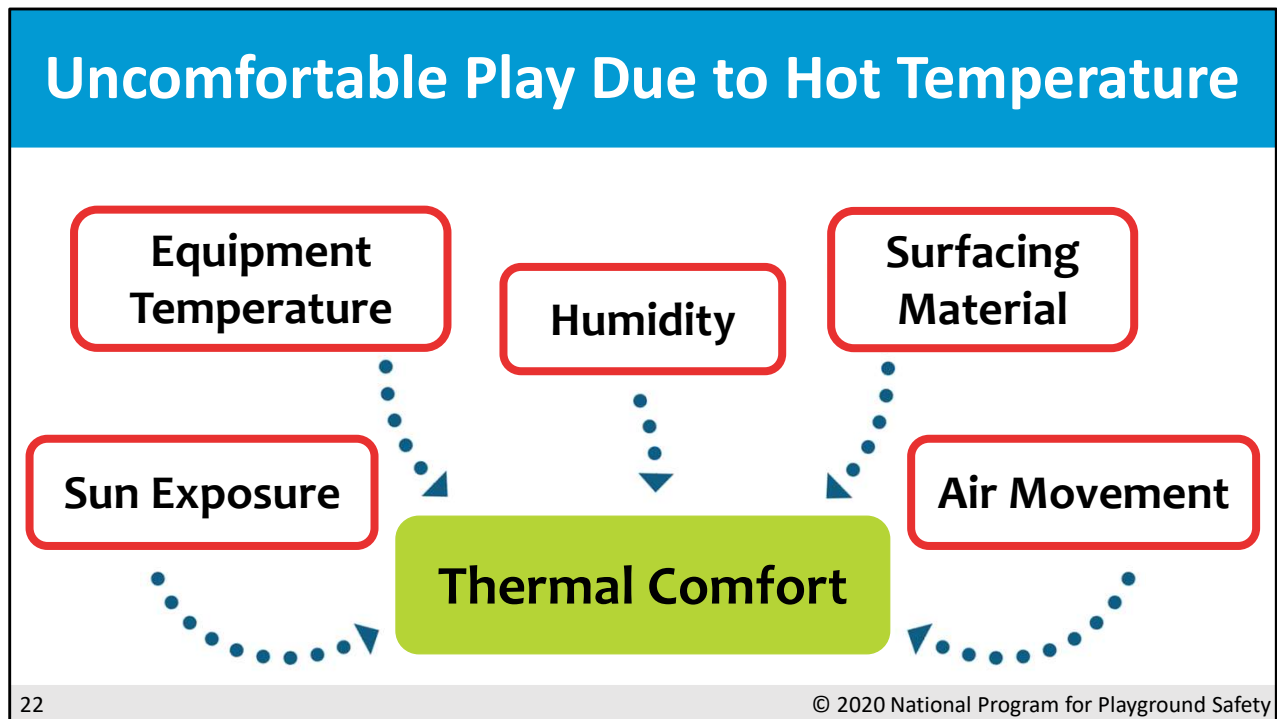 Uncomfortable Play Due to Hot Temperature
Equipment
Temperature
Humidity
Surfacing
Material
Sun Exposure
Air Movement
Thermal Comfort
22
© 2020 National Program for Playground Safety